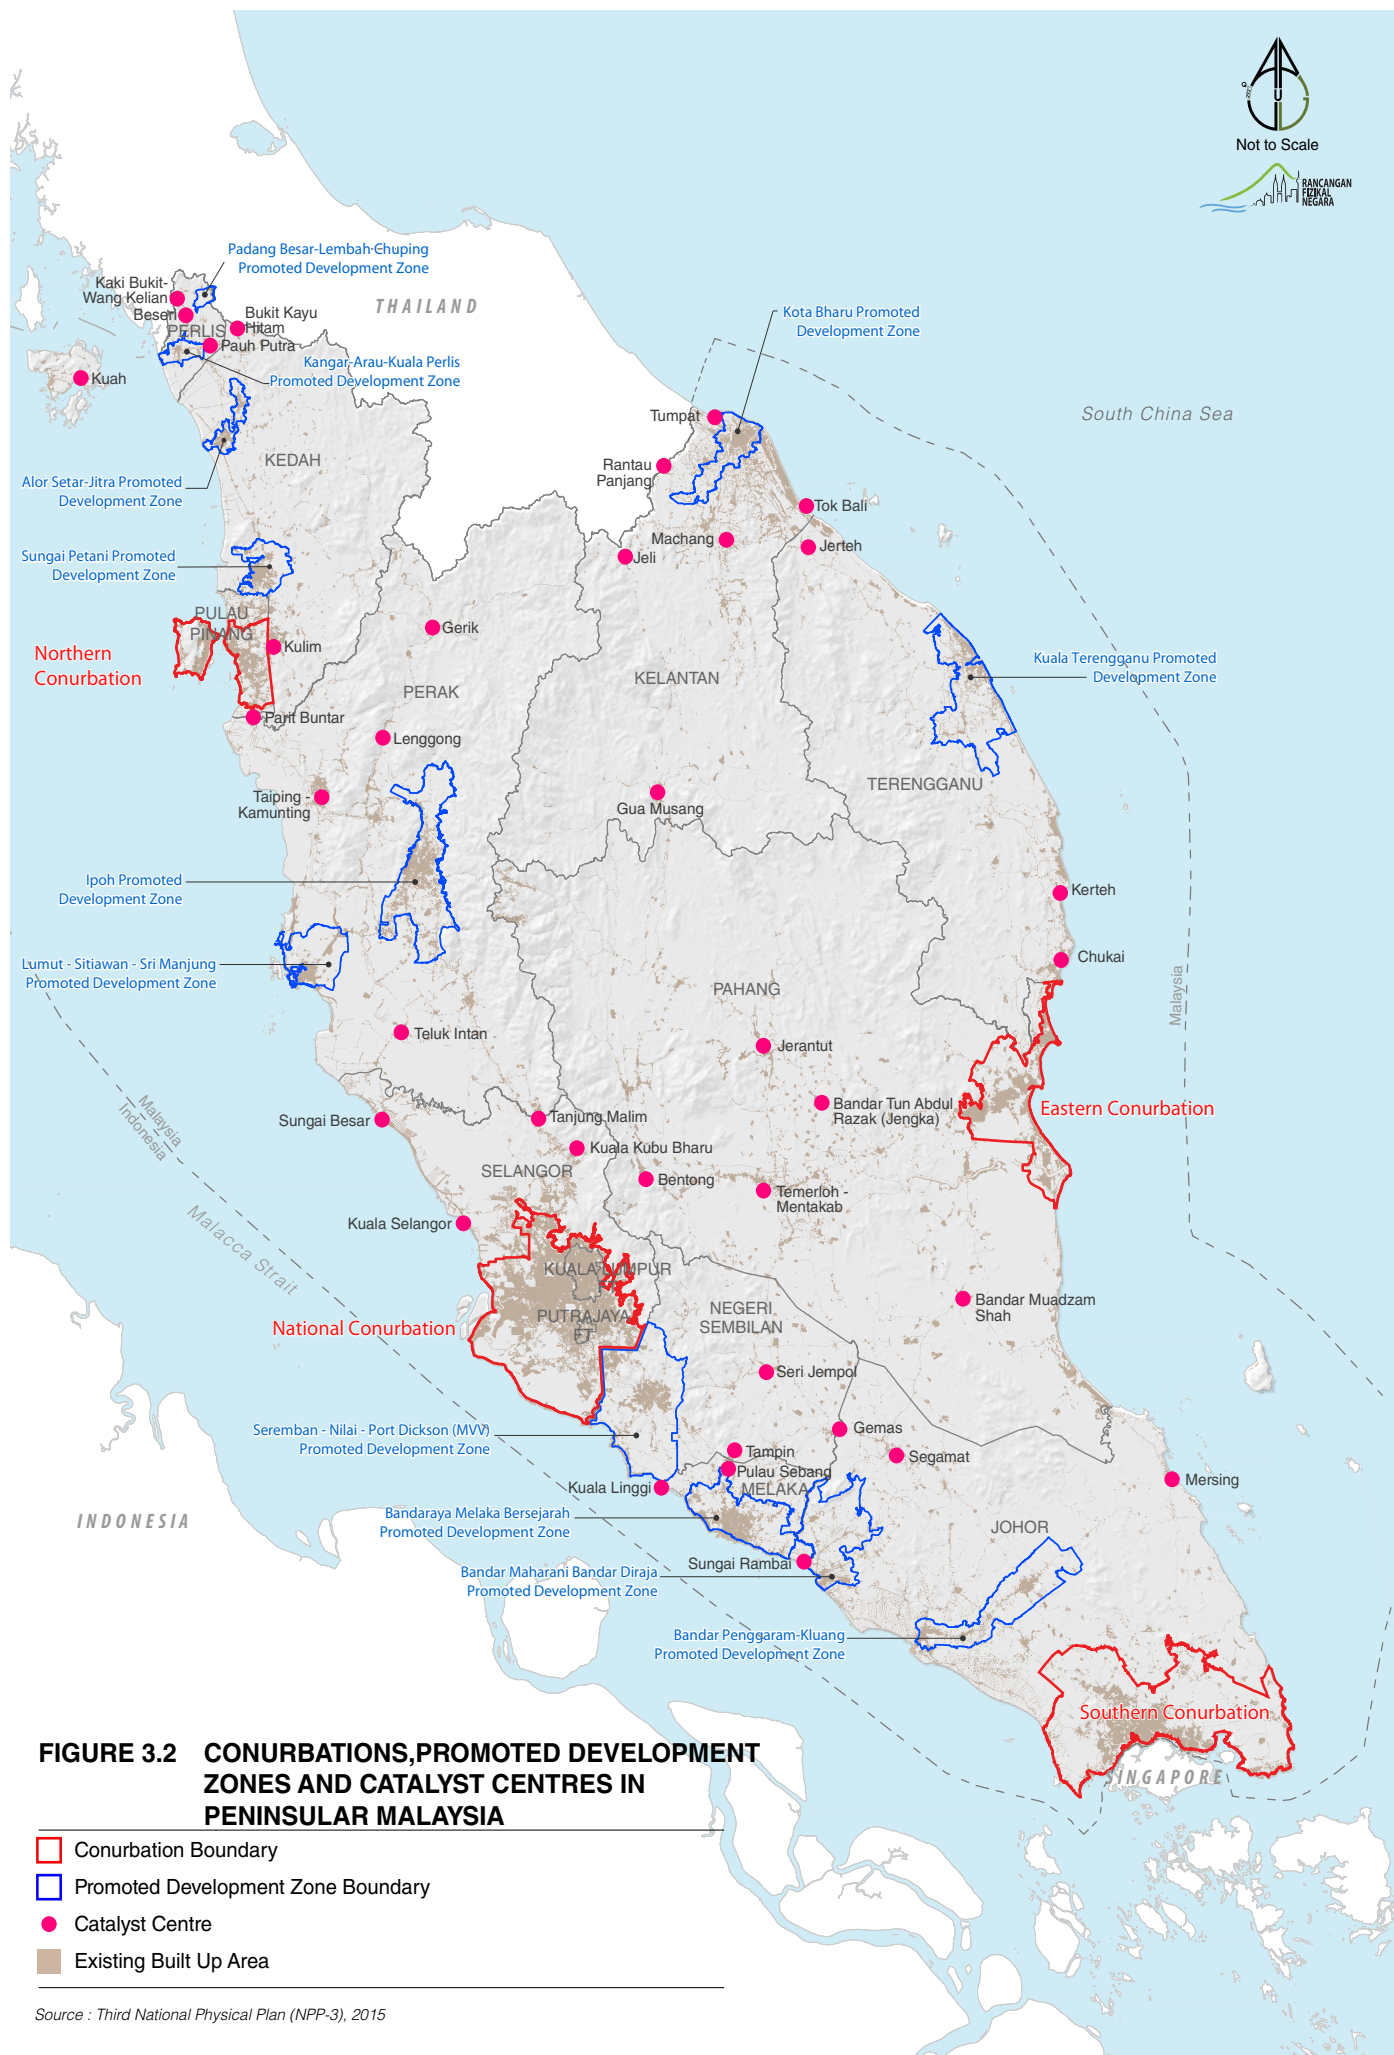 Not to Scale
RANCANGAN
FIZIKAL
NEGARA
Padang Besar-Lembah-Chuping
Promoted Development Zone
Kaki Bukit-
Wang Kelian
Beseri
PERLIS
Bukit Kayu
Hitam
Pauh Putra
THAILAND
Kota Bharu Promoted
Development Zone
Kangar-Arau-Kuala Perlis
Promoted Development Zone
Kuah
Tumpat
South China Sea
KEDAH
Rantau
Panjang
Alor Setar-Jitra Promoted
Development Zone
Tok Bali
Machang
Jerteh
Jeli
Sungai Petani Promoted
Development Zone
PULAU
PINANG
Gerik
Kulim
Northern
Conurbation
Kuala Terengganu Promoted
Development Zone
KELANTAN
PERAK
Parit Buntar
Lenggong
TERENGGANU
Taiping -
Kamunting
Gua Musang
Ipoh Promoted
Development Zone
Kerteh
Lumut - Sitiawan - Sri Manjung
Promoted Development Zone
Chukai
PAHANG
Malaysia
Teluk Intan
Jerantut
Malaysia
Indonesia
Sungai Besar
Tanjung Malim
Bandar Tun Abdul
Razak (Jengka)
Eastern Conurbation
Kuala Kubu Bharu
SELANGOR
Bentong
Temerloh -
Mentakab
Kuala Selangor
Malacca Strait
KUALA LUMPUR
FT
PUTRAJAYA
FT
National Conurbation
NEGERI
SEMBILAN
Bandar Muadzam
Shah
Seri Jempol
Seremban - Nilai - Port Dickson (MVV)
Promoted Development Zone
Gemas
Tampin
Segamat
Pulau Sebang
MELAKA
Mersing
Kuala Linggi
INDONESIA
Bandaraya Melaka Bersejarah
Promoted Development Zone
JOHOR
Sungai Rambai
Bandar Maharani Bandar Diraja
Promoted Development Zone
Bandar Penggaram-Kluang
Promoted Development Zone
Southern Conurbation
SINGAPORE
FIGURE 3.2 CONURBATIONS,PROMOTED DEVELOPMENT
ZONES AND CATALYST CENTRES IN
PENINSULAR MALAYSIA
Conurbation Boundary
Promoted Development Zone Boundary
Catalyst Centre
Existing Built Up Area
Source : Third National Physical Plan (NPP-3), 2015